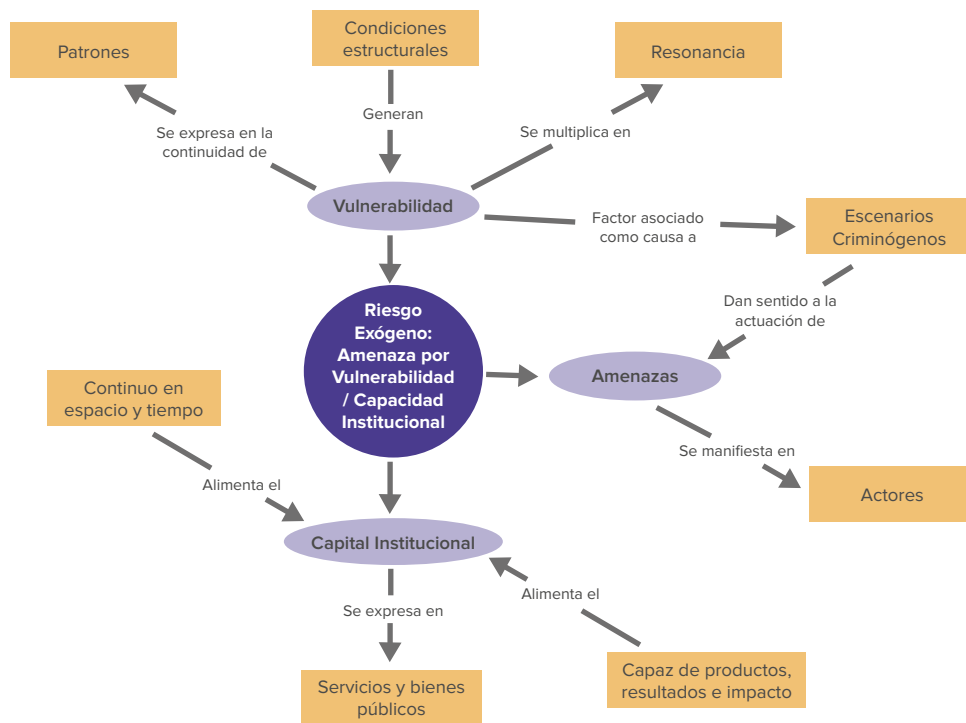 Condiciones
estructurales
Patrones
Resonancia
Generan
Se expresa en la
continuidad de
Se multiplica en
Vulnerabilidad
Factor asociado
como causa a
Escenarios
Criminógenos
Riesgo
Exógeno:
Amenaza por
Vulnerabilidad
/ Capacidad
Institucional
Dan sentido a la
actuación de
Amenazas
Continuo en
espacio y tiempo
Se manifiesta en
Alimenta el
Actores
Capital Institucional
Se expresa en
Alimenta el
Servicios y bienes
públicos
Capaz de productos,
resultados e impacto